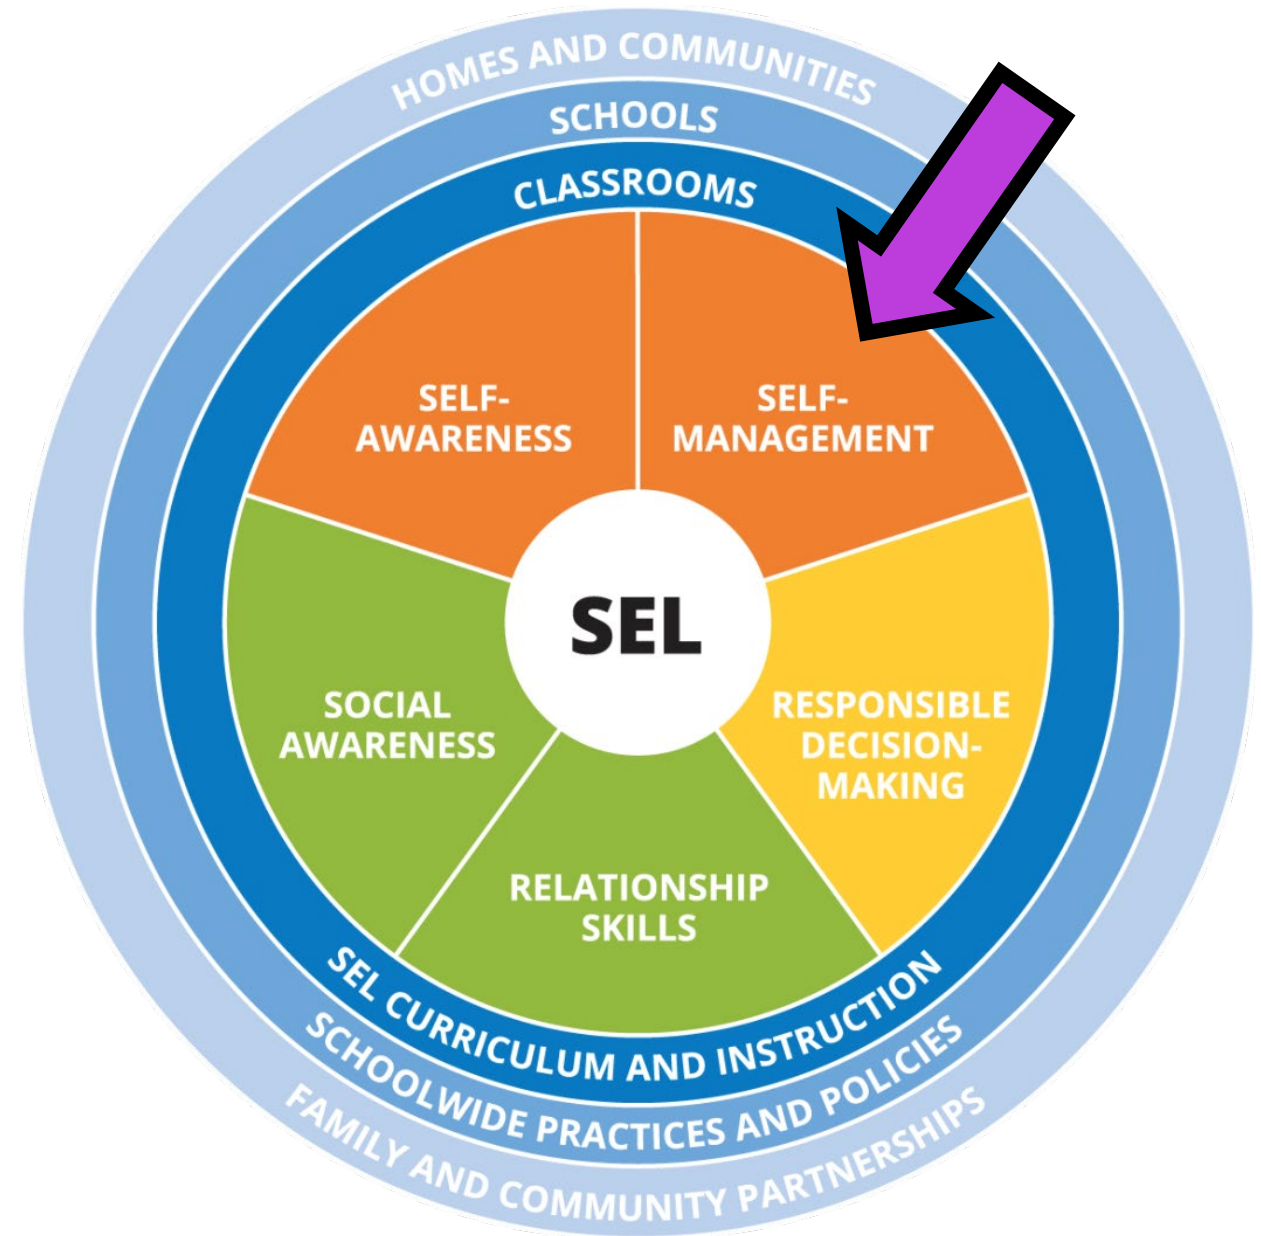 HOMES AND COMMUNITIES
SCHOOLS
CLASSROOMS
SELF-
AWARENESS
SELF-
MANAGEMENT
SEL
SOCIAL
AWARENESS
RESPONSIBLE
DECISION-
MAKING
RELATIONSHIP
SKILLS
SEL CURRICULUM AND INSTRUCTION
SCHOOLWIDE PRACTICES AND POLICIES
FAMILY AND COMMUNITY PARTNERSHIPS